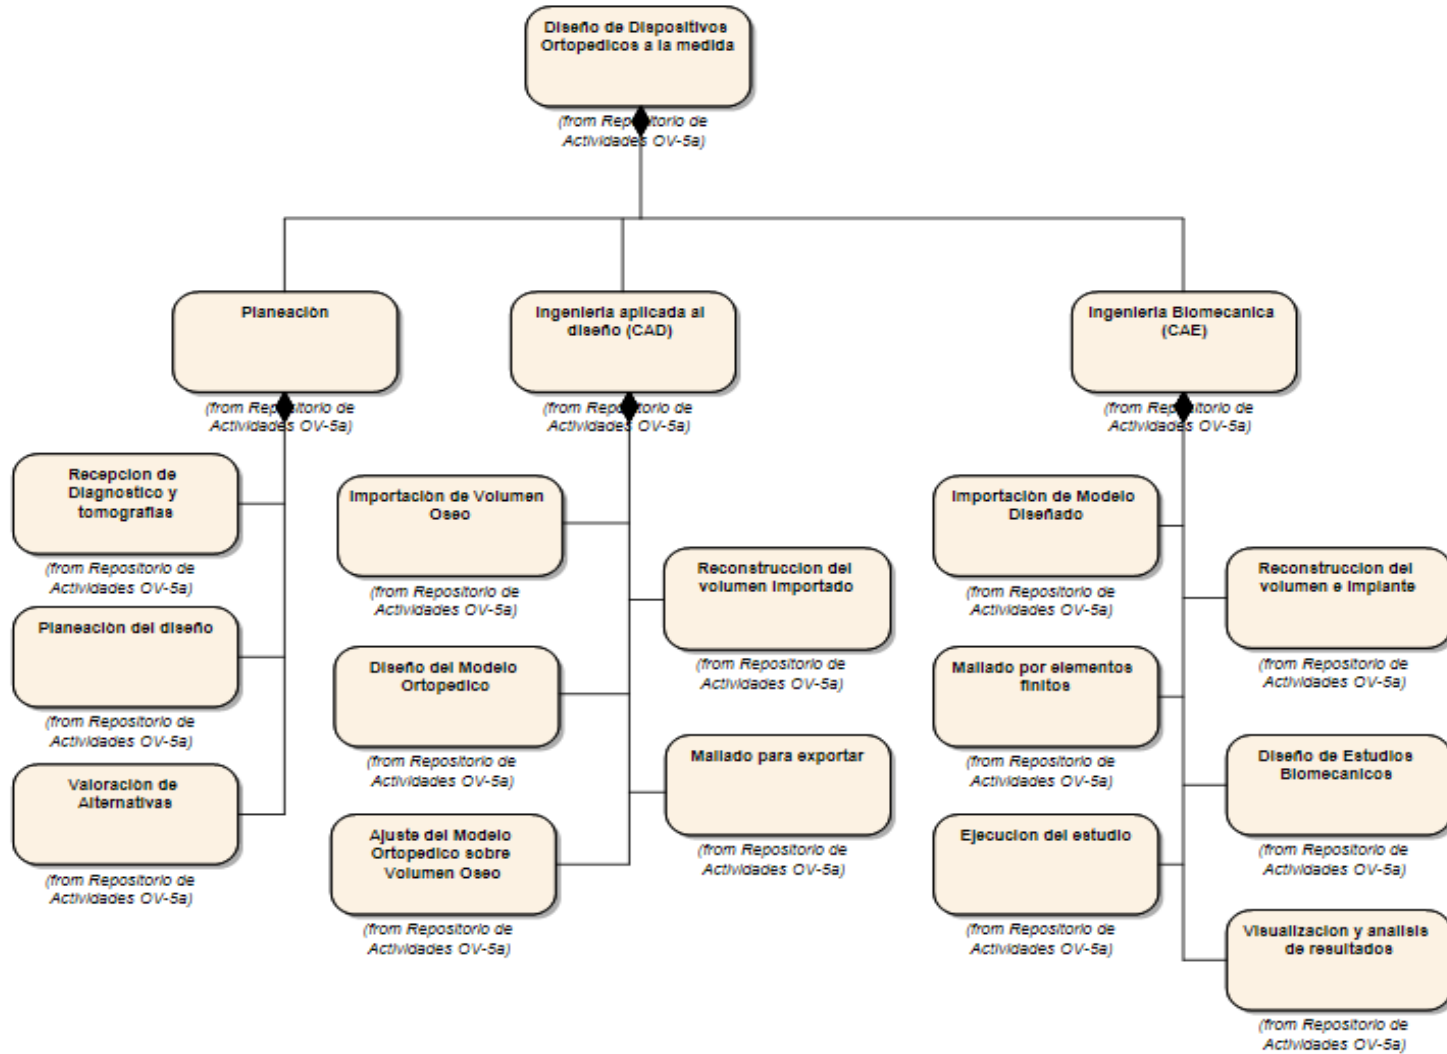 Diseño de Dispositivos
Ortopedicos a la medida
(from Repositorio de
Actividades OV-5a)
Planeación
(from Repositorio de
Actividades OV-5a)
Ingenieria aplicada al
diseño (CAD)
(from Repositorio de
Actividades OV-5a)
Ingenieria Biomecanica
(CAE)
(from Repositorio de
Actividades OV-5a)
Recepcion de
Diagnostico y
tomografias
(from Repositorio de
Actividades OV-5a)
Planeación del diseño
(from Repositorio de
Actividades OV-5a)
Valoración de
Alternativas
(from Repositorio de
Actividades OV-5a)
Importación de Volumen
Oseo
(from Repositorio de
Actividades OV-5a)
Reconstruccion del
volumen importado
(from Repositorio de
Actividades OV-5a)
Diseño del Modelo
Ortopedico
(from Repositorio de
Actividades OV-5a)
Mallado para exportar
(from Repositorio de
Actividades OV-5a)
Ajuste del Modelo
Ortopedico sobre
Volumen Oseo
(from Repositorio de
Actividades OV-5a)
Importación de Modelo
Diseñado
(from Repositorio de
Actividades OV-5a)
Reconstruccion del
volumen e implante
(from Repositorio de
Actividades OV-5a)
Mallado por elementos
finitos
(from Repositorio de
Actividades OV-5a)
Diseño de Estudios
Biomecanicos
(from Repositorio de
Actividades OV-5a)
Ejecucion del estudio
(from Repositorio de
Actividades OV-5a)
Visualizacion y analisis
de resultados
(from Repositorio de
Actividades OV-5a)